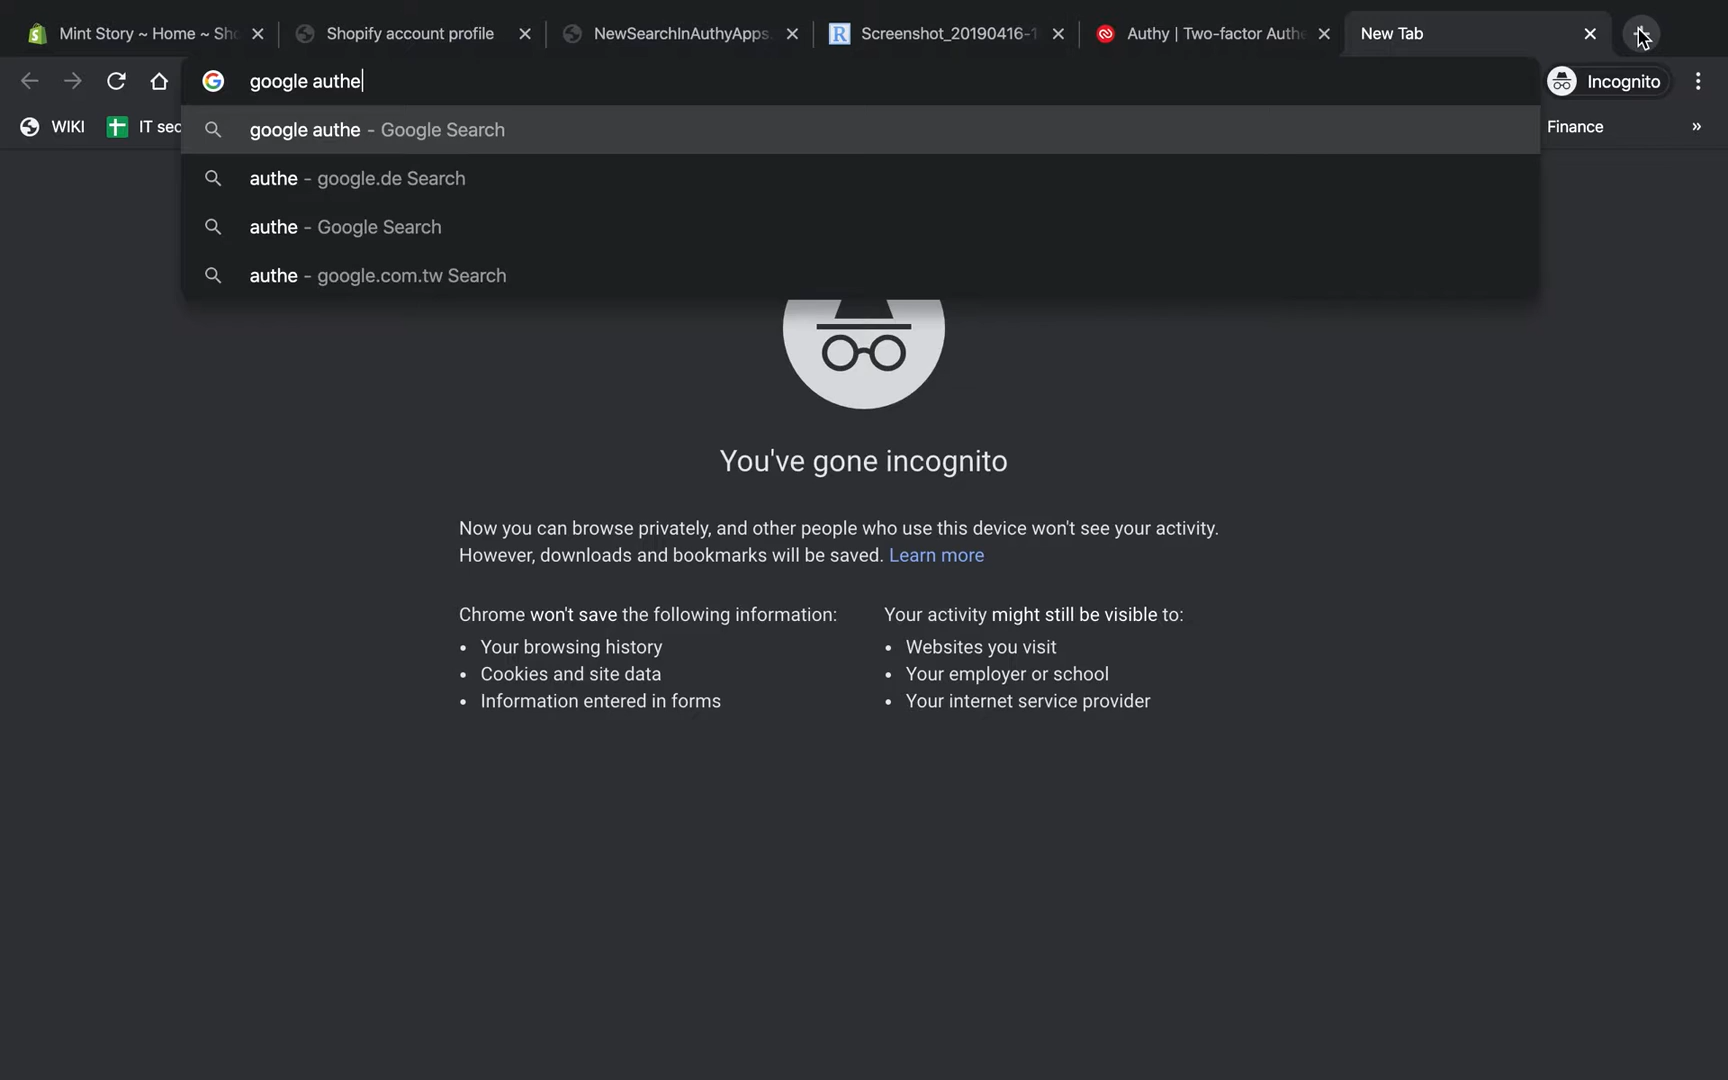 Mint Story ~ Home ~ Sho
Shopify account profile
NewSearchInAuthyApps.
Screenshot_20190416-1
Authy | Two-factor Authe
New Tab
google authe
Incognito
WIKI
IT sec
Finance
»
google authe - Google Search
authe - google.de Search
authe - Google Search
authe - google.com.tw Search
You've gone incognito
Now you can browse privately, and other people who use this device won't see your activity.
However, downloads and bookmarks will be saved. Learn more
Chrome won't save the following information:
• Your browsing history
• Cookies and site data
• Information entered in forms
Your activity might still be visible to:
• Websites you visit
• Your employer or school
• Your internet service provider